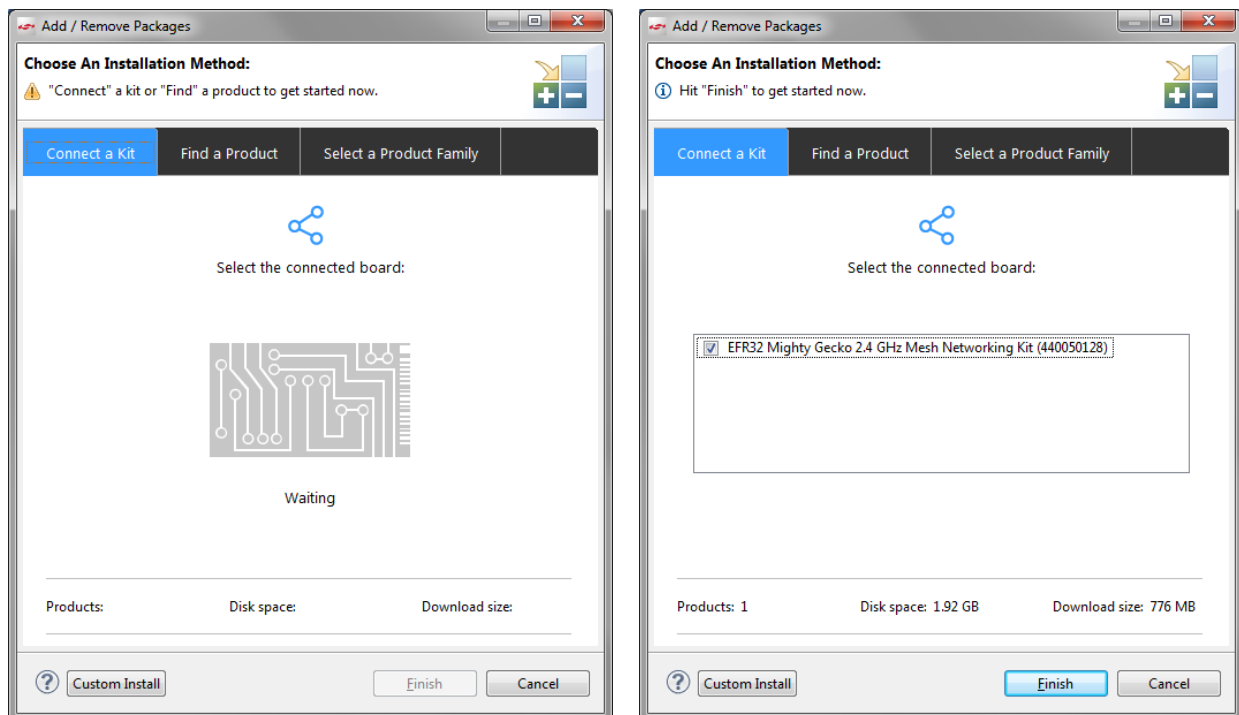 Add / Remove Packages
Choose An Installation Method:
"Connect" a kit or "Find" a product to get started now.
Connect a Kit Find a Product Select a Product Family
Select the connected board:
Waiting
Products: Disk space: Download size:
? Custom Install Finish Cancel
Add / Remove Packages
Choose An Installation Method:
Hit "Finish" to get started now.
Connect a Kit Find a Product Select a Product Family
Select the connected board:
EFR32 Mighty Gecko 2.4 GHz Mesh Networking Kit (440050128)
Products: 1 Disk space: 1.92 GB Download size: 776 MB
? Custom Install Finish Cancel